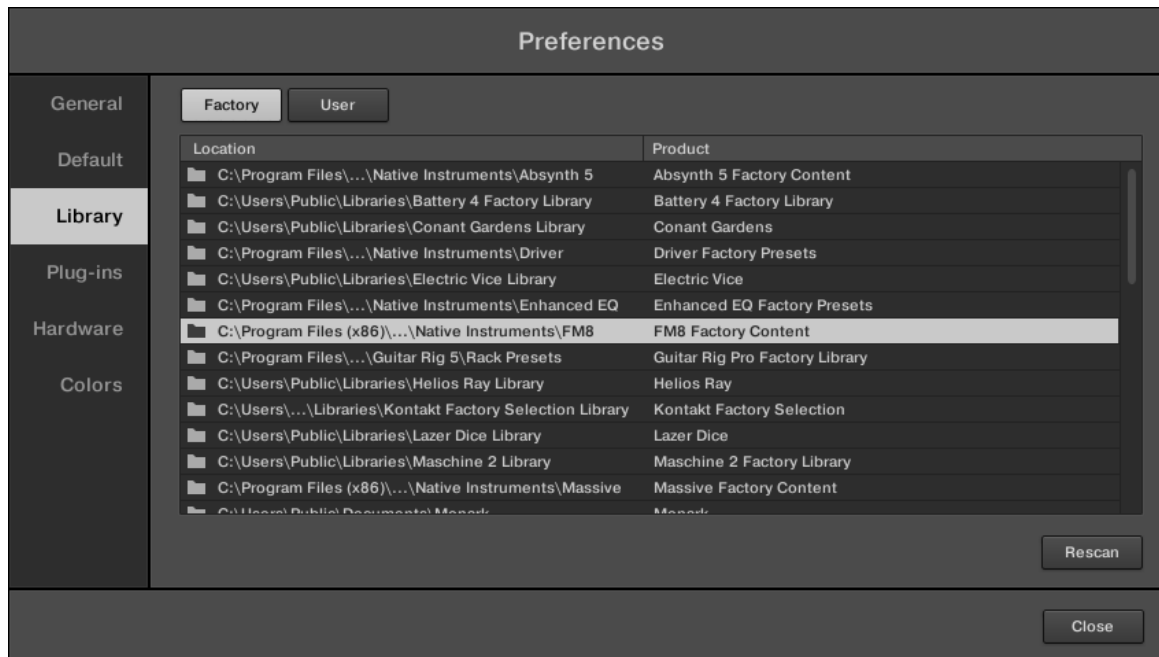 Preferences
General
Default
Library
Plug-ins
Hardware
Colors
Factory User
Location Product
C:\Program Files\...\Native Instruments\Absynth 5 Absynth 5 Factory Content
C:\Users\Public\Libraries\Battery 4 Factory Library Battery 4 Factory Library
C:\Users\Public\Libraries\Conant Gardens Library Conant Gardens
C:\Program Files\...\Native Instruments\Driver Driver Factory Presets
C:\Users\Public\Libraries\Electric Vice Library Electric Vice
C:\Program Files\...\Native Instruments\Enhanced EQ Enhanced EQ Factory Presets
C:\Program Files (x86)\...\Native Instruments\FM8 FM8 Factory Content
C:\Program Files\...\Guitar Rig 5\Rack Presets Guitar Rig Pro Factory Library
C:\Users\Public\Libraries\Helios Ray Library Helios Ray
C:\Users\...\Libraries\Kontakt Factory Selection Library Kontakt Factory Selection
C:\Users\Public\Libraries\Lazer Dice Library Lazer Dice
C:\Users\Public\Libraries\Maschine 2 Library Maschine 2 Factory Library
C:\Program Files (x86)\...\Native Instruments\Massive Massive Factory Content
C:\Users\Public\Documents\Monark Monark
Rescan
Close